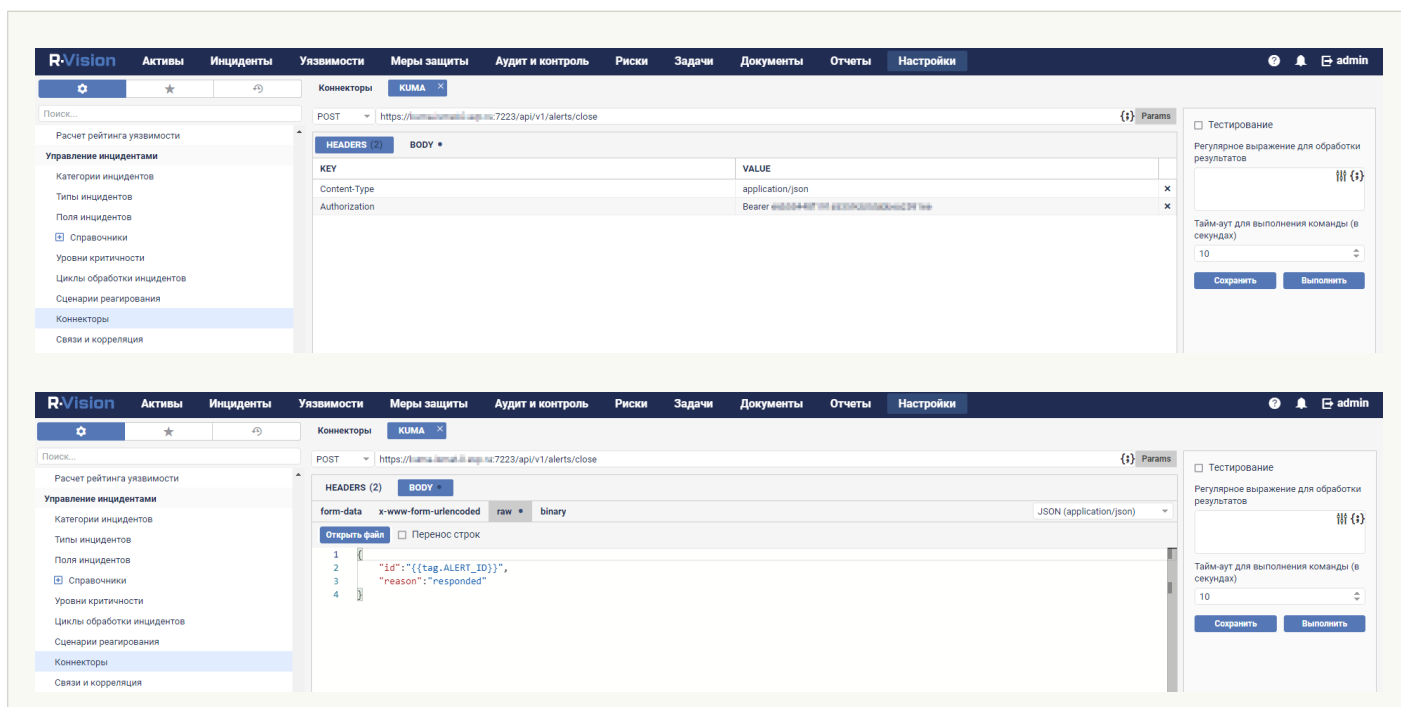 R·Vision Активы Инциденты Уязвимости Меры защиты Аудит и контроль Риски Задачи Документы Отчеты Настройки admin
Коннекторы KUMA
Поиск...
POST https:// :7223/api/v1/alerts/close {;} Params
Тестирование
Расчет рейтинга уязвимости
HEADERS (2) BODY
Регулярное выражение для обработки результатов
Управление инцидентами
KEY VALUE
Категории инцидентов
{;}
Content-Type application/json
Типы инцидентов
Authorization Bearer
Поля инцидентов
Тайм-аут для выполнения команды (в секундах)
Справочники
10
Уровни критичности
Циклы обработки инцидентов
Сохранить Выполнить
Сценарии реагирования
Коннекторы
Связи и корреляция
R·Vision Активы Инциденты Уязвимости Меры защиты Аудит и контроль Риски Задачи Документы Отчеты Настройки admin
Коннекторы KUMA
Поиск...
POST https:// :7223/api/v1/alerts/close {;} Params
Тестирование
Расчет рейтинга уязвимости
HEADERS (2) BODY
Регулярное выражение для обработки результатов
Управление инцидентами
form-data x-www-form-urlencoded raw binary JSON (application/json)
Категории инцидентов
{;}
Открыть файл Перенос строк
Типы инцидентов
1 {
Поля инцидентов
2 "id":"{{tag.ALERT_ID}}",
Тайм-аут для выполнения команды (в секундах)
Справочники
3 "reason":"responded"
10
4 }
Уровни критичности
Циклы обработки инцидентов
Сохранить Выполнить
Сценарии реагирования
Коннекторы
Связи и корреляция